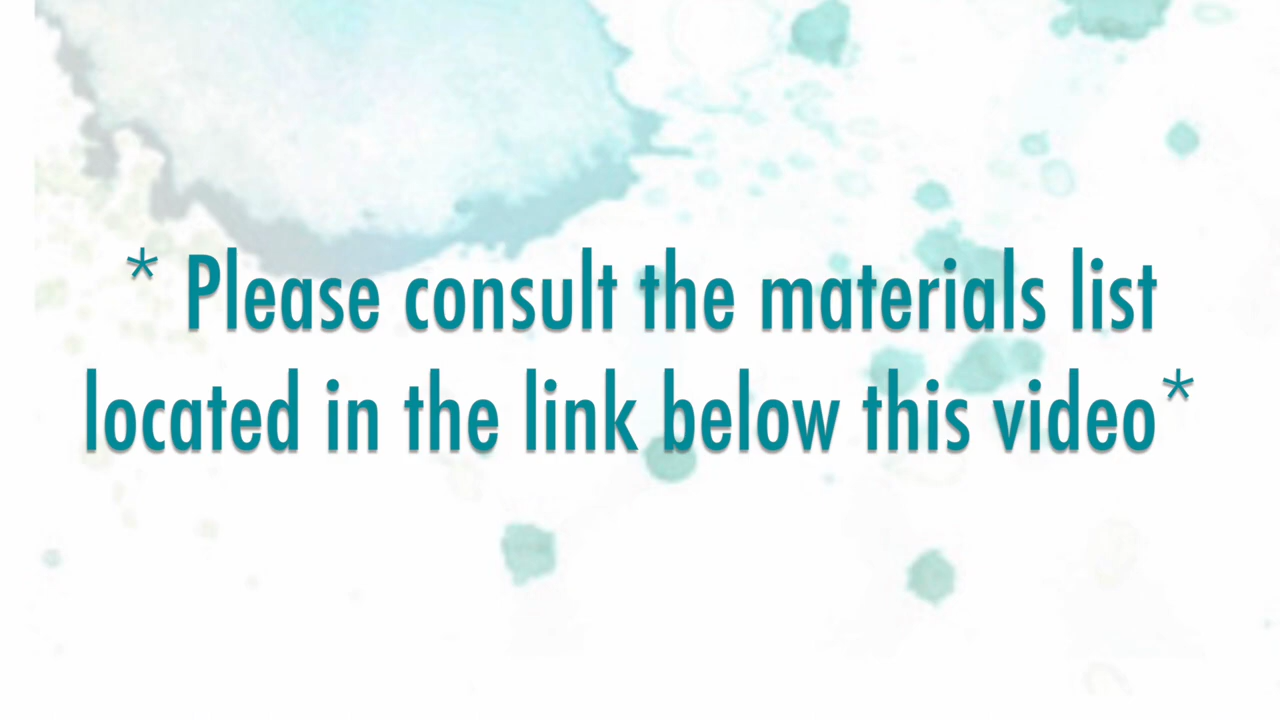 * Please consult the materials list
located in the link below this video*